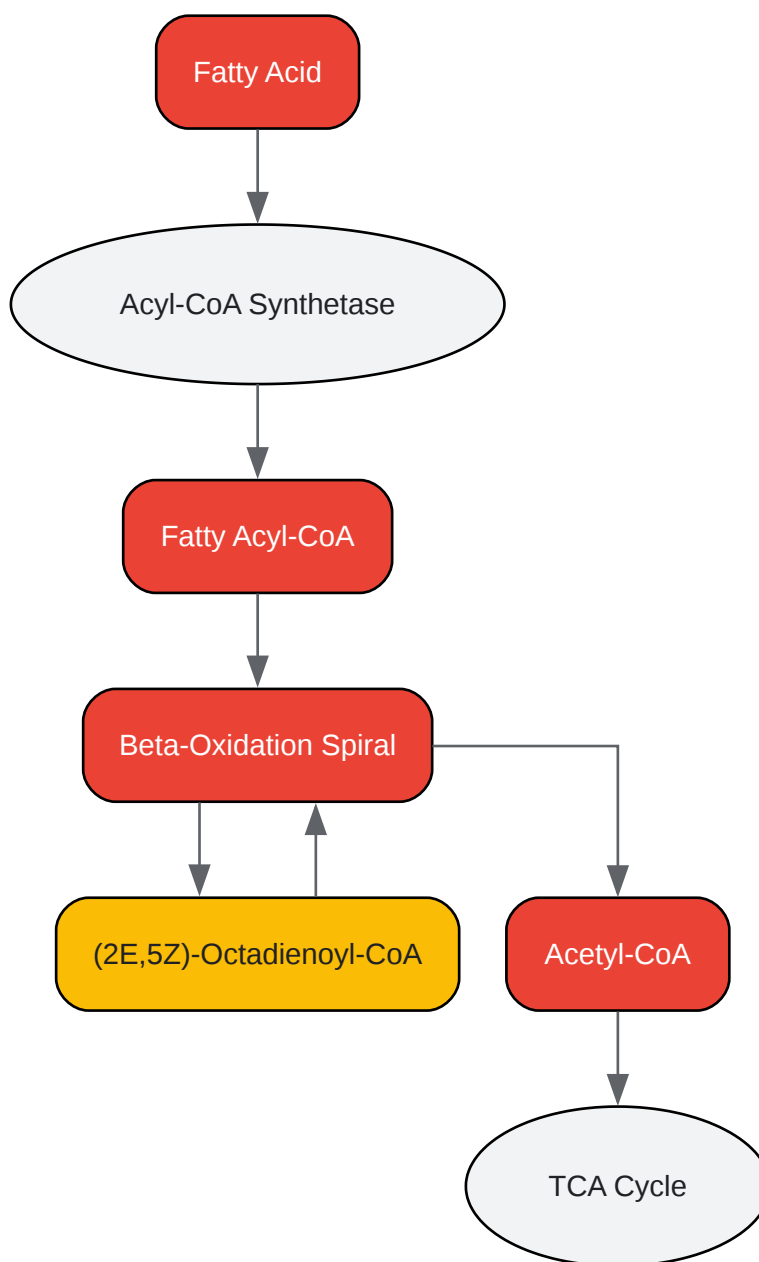 Fatty Acid
Acyl-CoA Synthetase
Fatty Acyl-CoA
Beta-Oxidation Spiral
(2E,5Z)-Octadienoyl-CoA
Acetyl-CoA
TCA Cycle